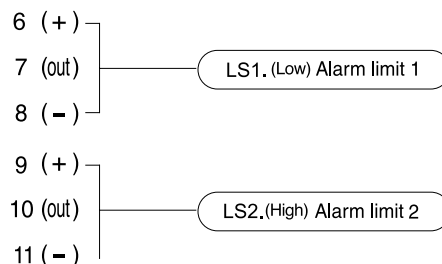 6 (+)
7 (out)
LS1. (Low) Alarm limit 1
8 (−)
9 (+)
10 (out)
LS2.(High) Alarm limit 2
11 (−)